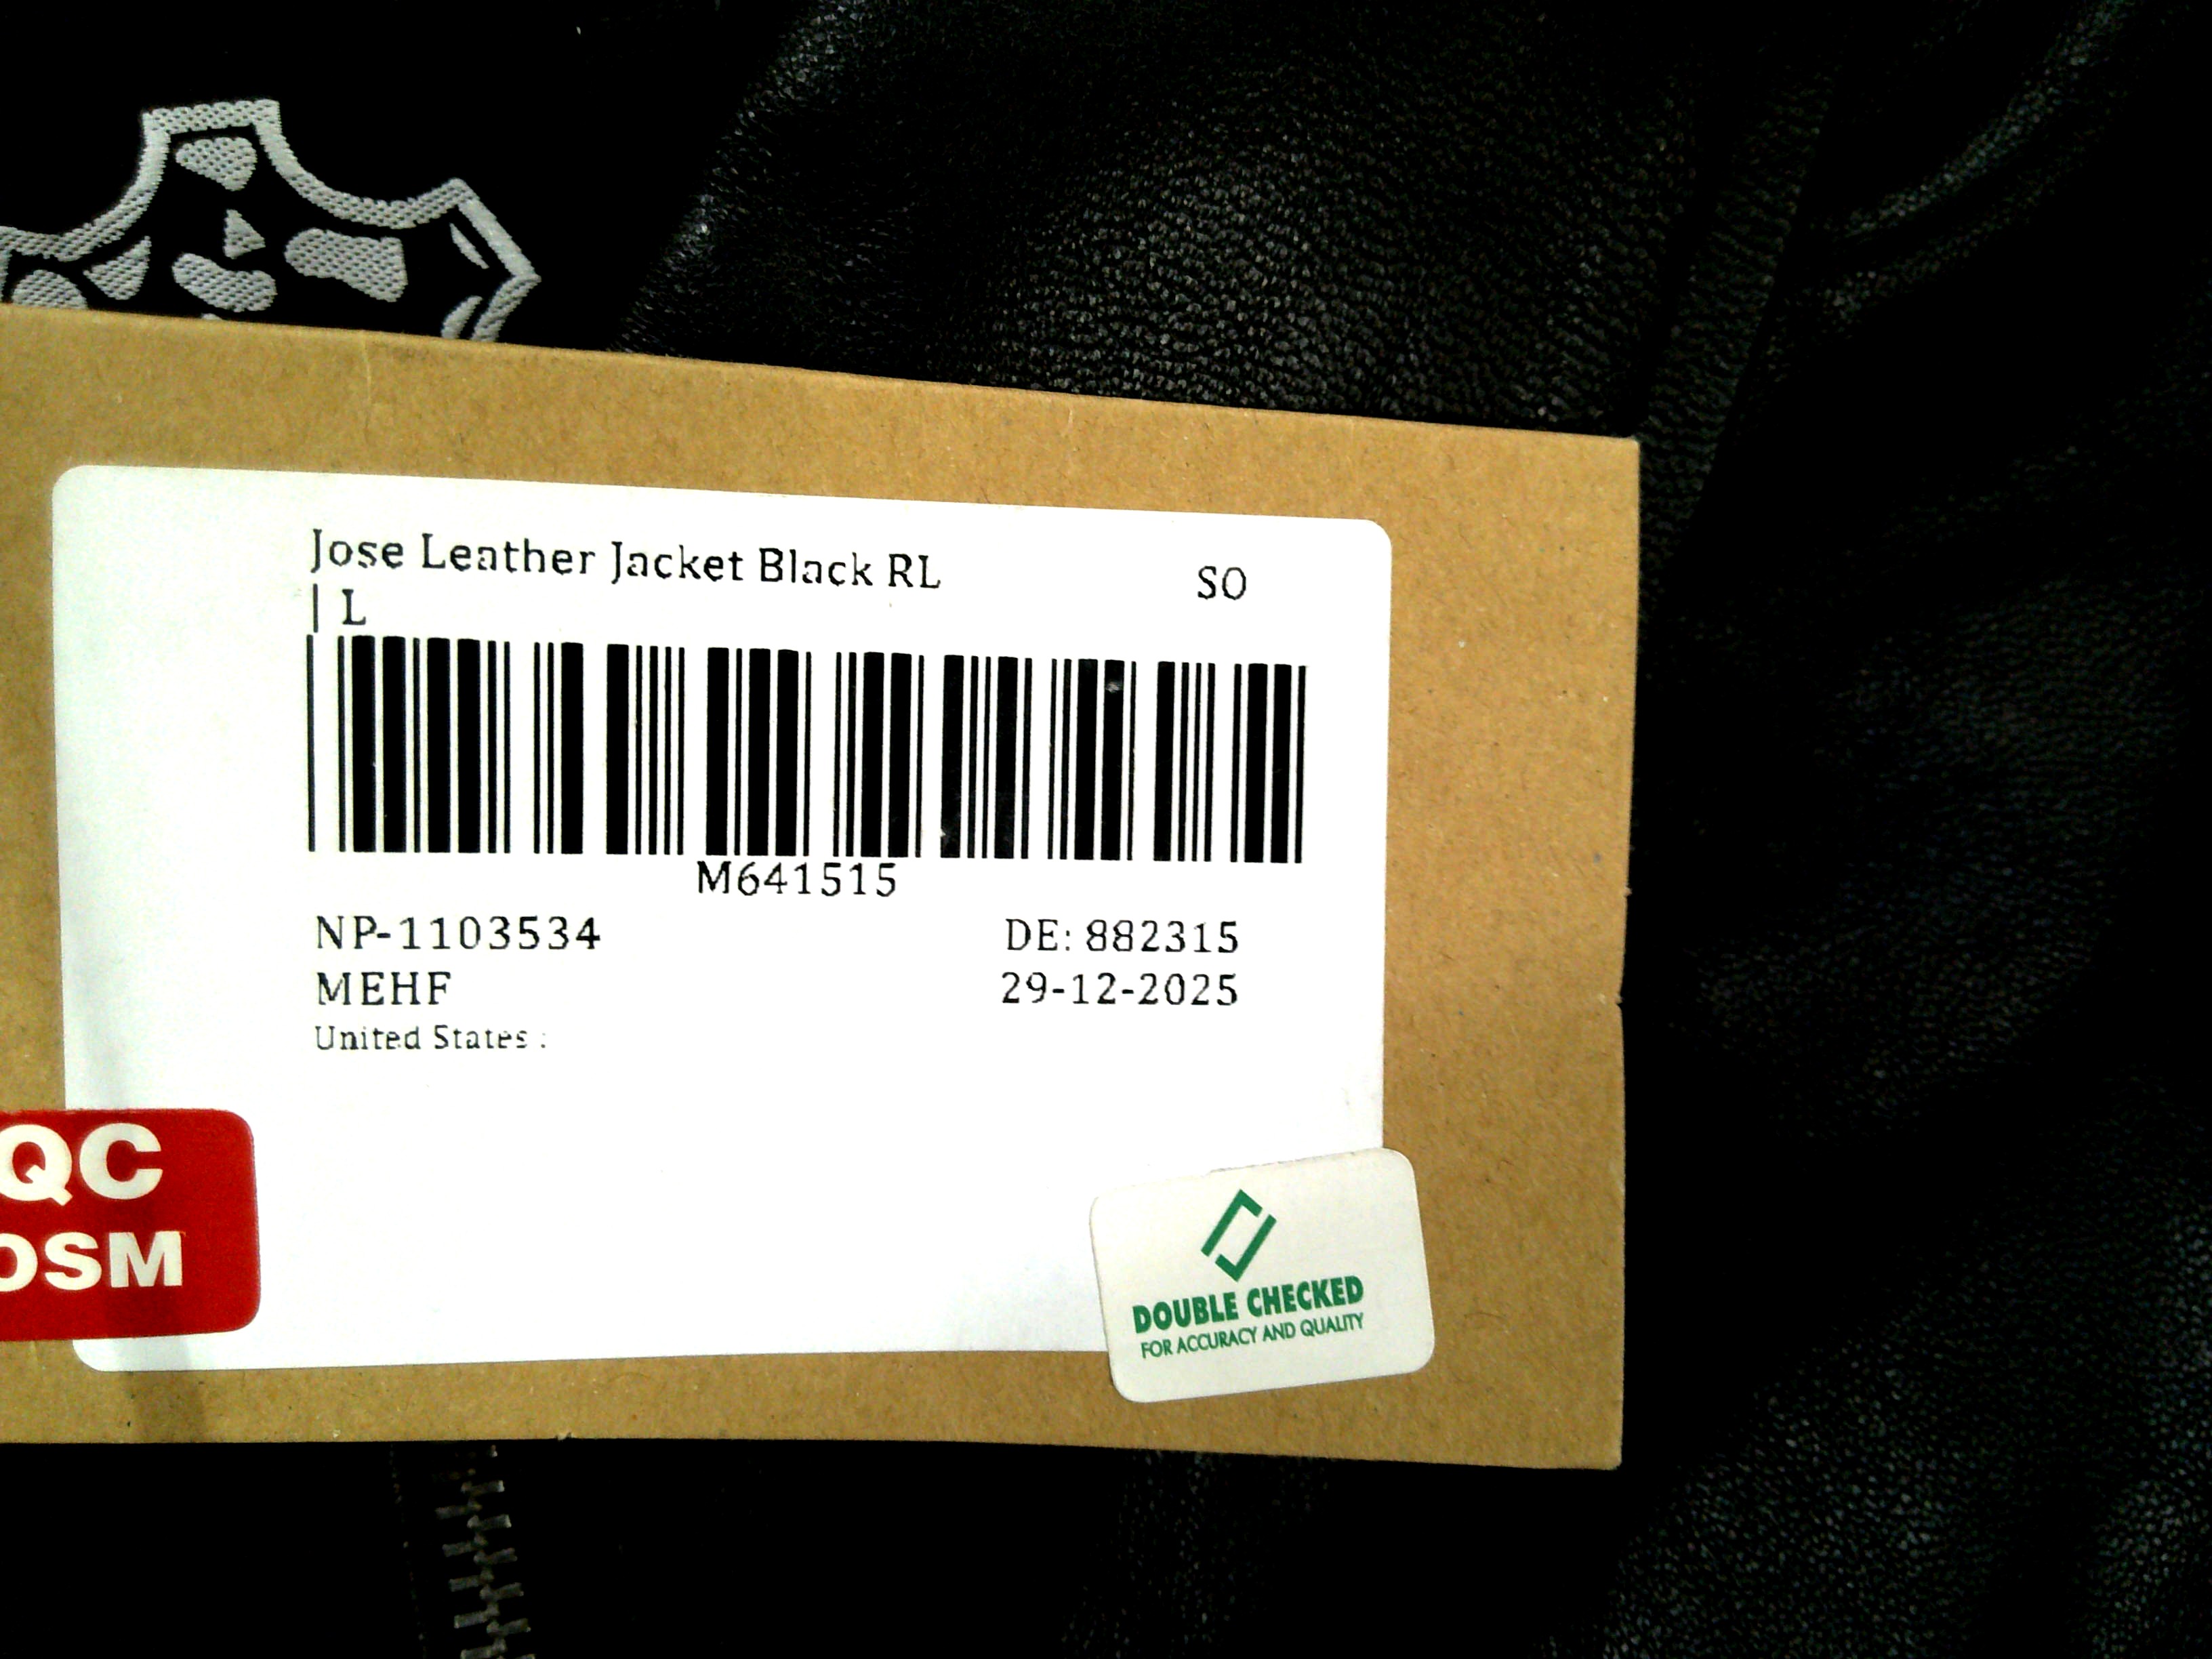 Jose Leather Jacket Black RL
| L
SO
M641515
NP-1103534
DE: 882315
MEHF
29-12-2025
United States :
QC
OSM
DOUBLE CHECKED
FOR ACCURACY AND QUALITY